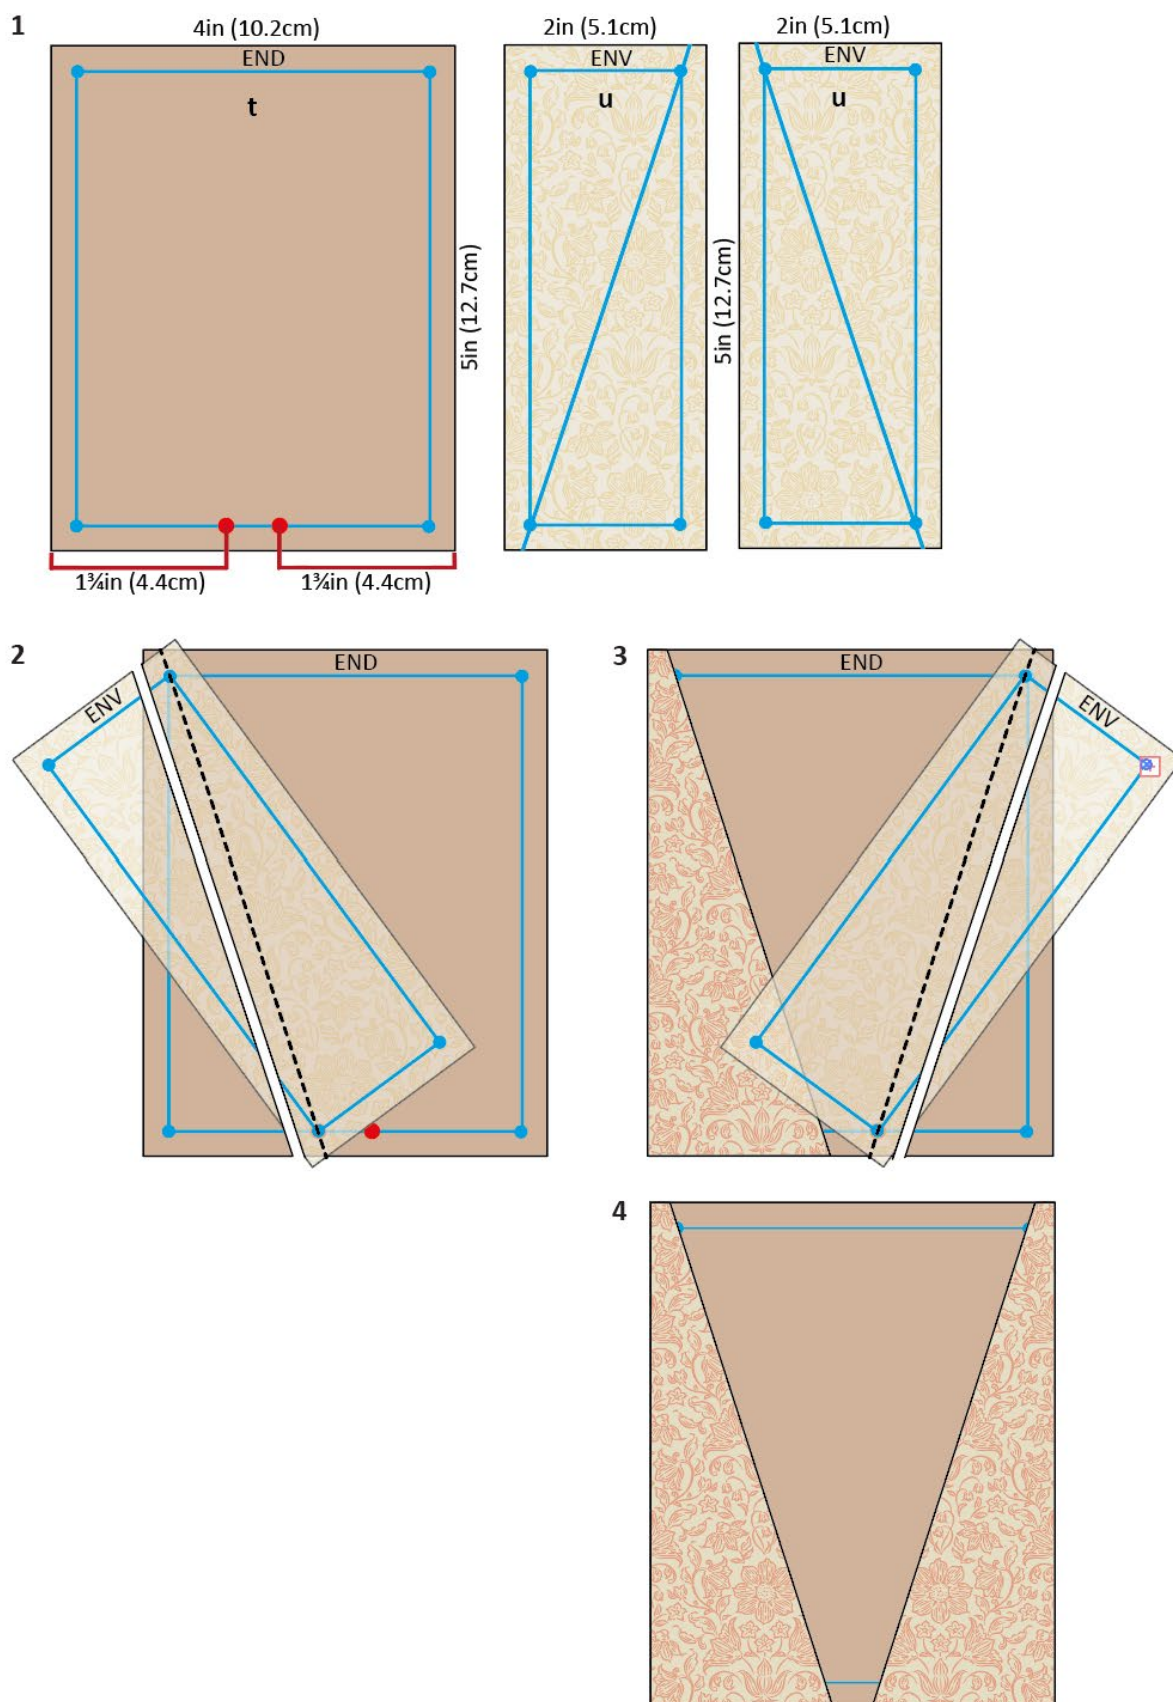 1
4in (10.2cm)
2in (5.1cm)
2in (5.1cm)
END
ENV
ENV
t
u
u
5in (12.7cm)
5in (12.7cm)
1¾in (4.4cm)
1¾in (4.4cm)
2
END
ENV
3
END
ENV
4